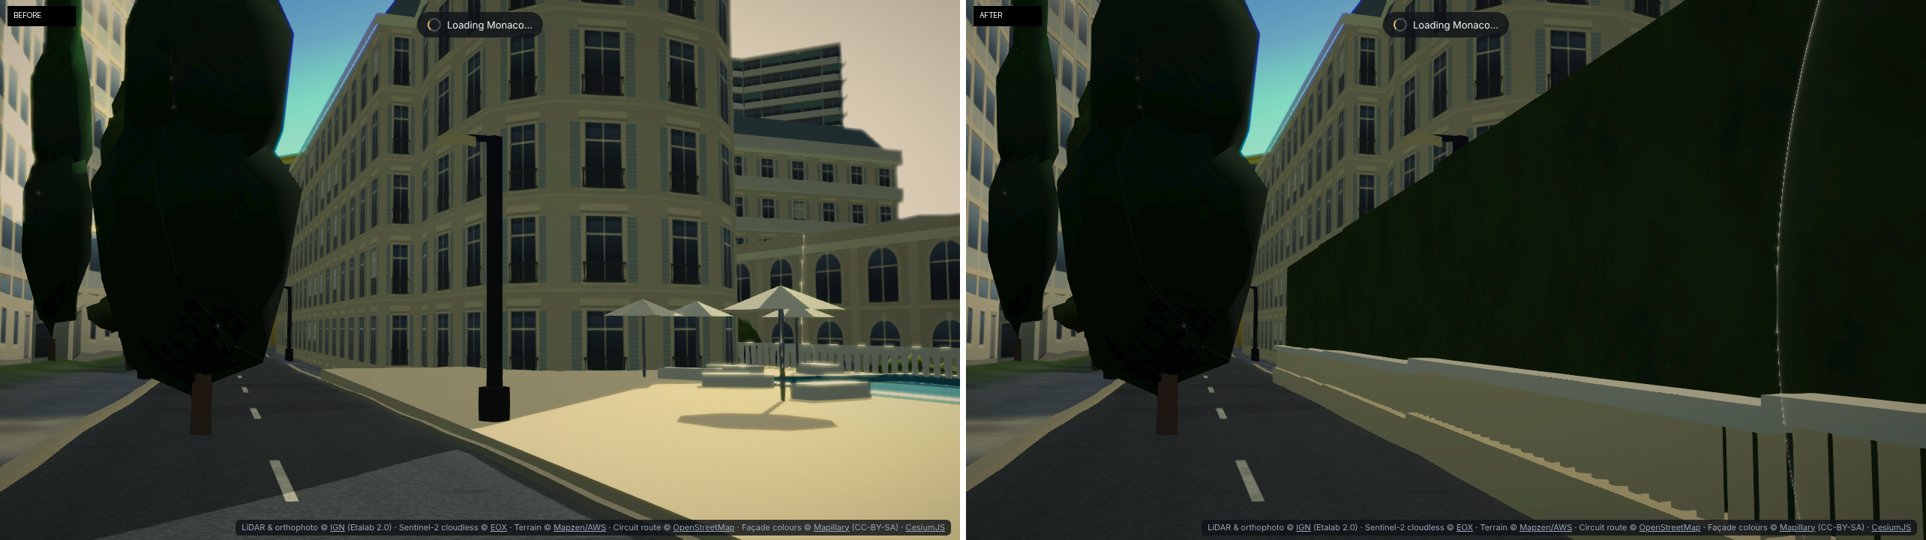 BEFORE
Loading Monaco...
LiDAR & orthophoto © IGN (Etalab 2.0) · Sentinel-2 cloudless © EOX · Terrain © Mapzen/AWS · Circuit route © OpenStreetMap · Façade colours © Mapillary (CC-BY-SA) · CesiumJS
AFTER
Loading Monaco...
LiDAR & orthophoto © IGN (Etalab 2.0) · Sentinel-2 cloudless © EOX · Terrain © Mapzen/AWS · Circuit route © OpenStreetMap · Façade colours © Mapillary (CC-BY-SA) · CesiumJS